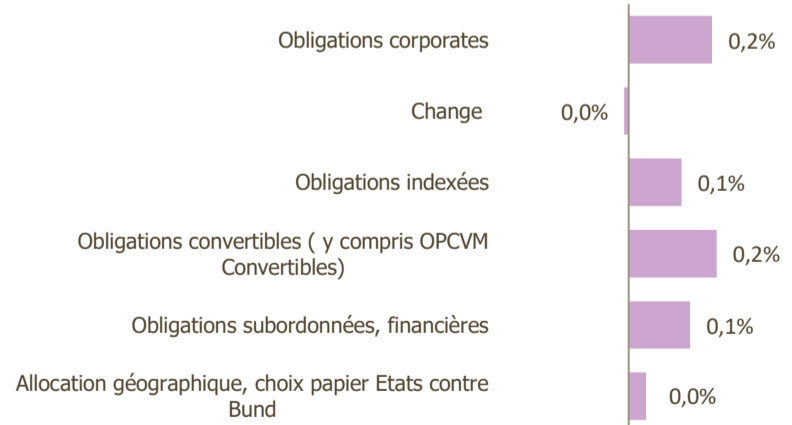 Obligations corporates
0,2%
Change
0,0%
Obligations indexées
0,1%
Obligations convertibles ( y compris OPCVM
Convertibles)
0,2%
Obligations subordonnées, financières
0,1%
Allocation géographique, choix papier Etats contre
Bund
0,0%